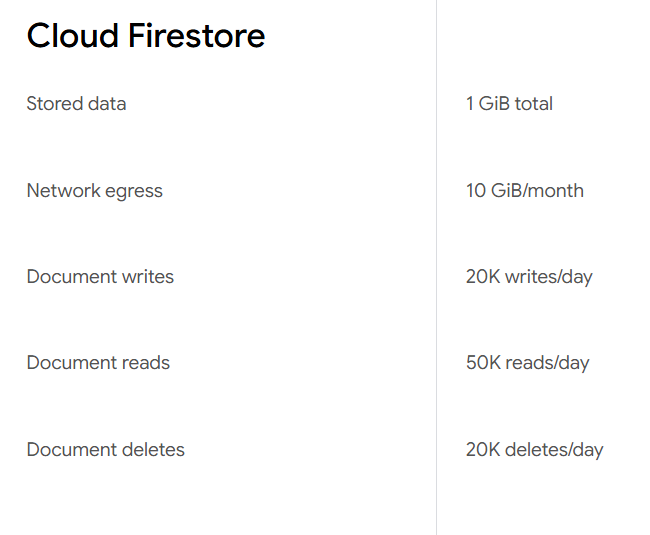 Cloud Firestore
Stored data 1 GiB total
Network egress 10 GiB/month
Document writes 20K writes/day
Document reads 50K reads/day
Document deletes 20K deletes/day